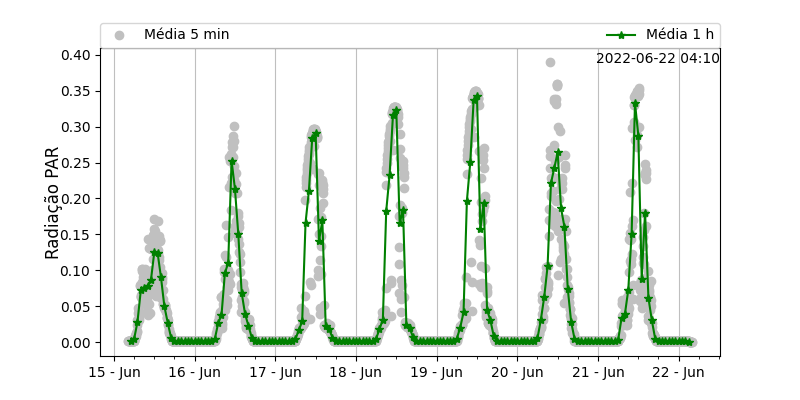 Média 5 min
Média 1 h
2022-06-22 04:10
Radiação PAR
0.40
0.35
0.30
0.25
0.20
0.15
0.10
0.05
0.00
15 - Jun
16 - Jun
17 - Jun
18 - Jun
19 - Jun
20 - Jun
21 - Jun
22 - Jun